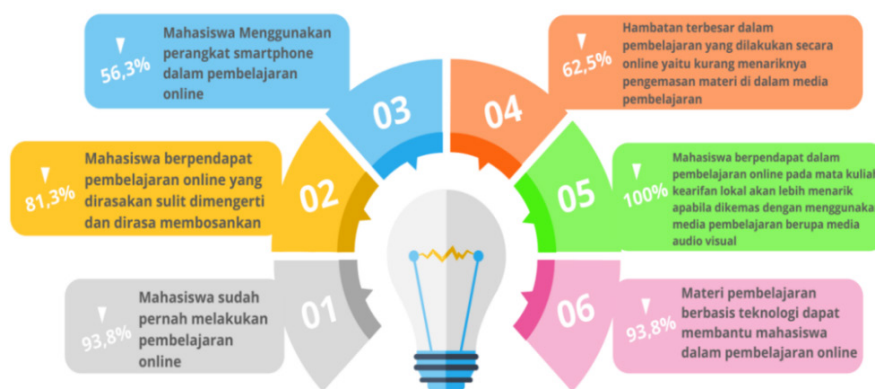 01
93,8%
Mahasiswa sudah
pernah melakukan
pembelajaran
online
02
81,3%
Mahasiswa berpendapat
pembelajaran online yang
dirasakan sulit dimengerti
dan dirasa membosankan
03
56,3%
Mahasiswa Menggunakan
perangkat smartphone
dalam pembelajaran
online
04
62,5%
Hambatan terbesar dalam
pembelajaran yang dilakukan secara
online yaitu kurang menariknya
pengemasan materi di dalam media
pembelajaran
05
100%
Mahasiswa berpendapat dalam
pembelajaran online pada mata kuliah
kearifan lokal akan lebih menarik
apabila dikemas dengan menggunaka
media pembelajaran berupa media
audio visual
06
93,8%
Materi pembelajaran
berbasis teknologi dapat
membantu mahasiswa
dalam pembelajaran online